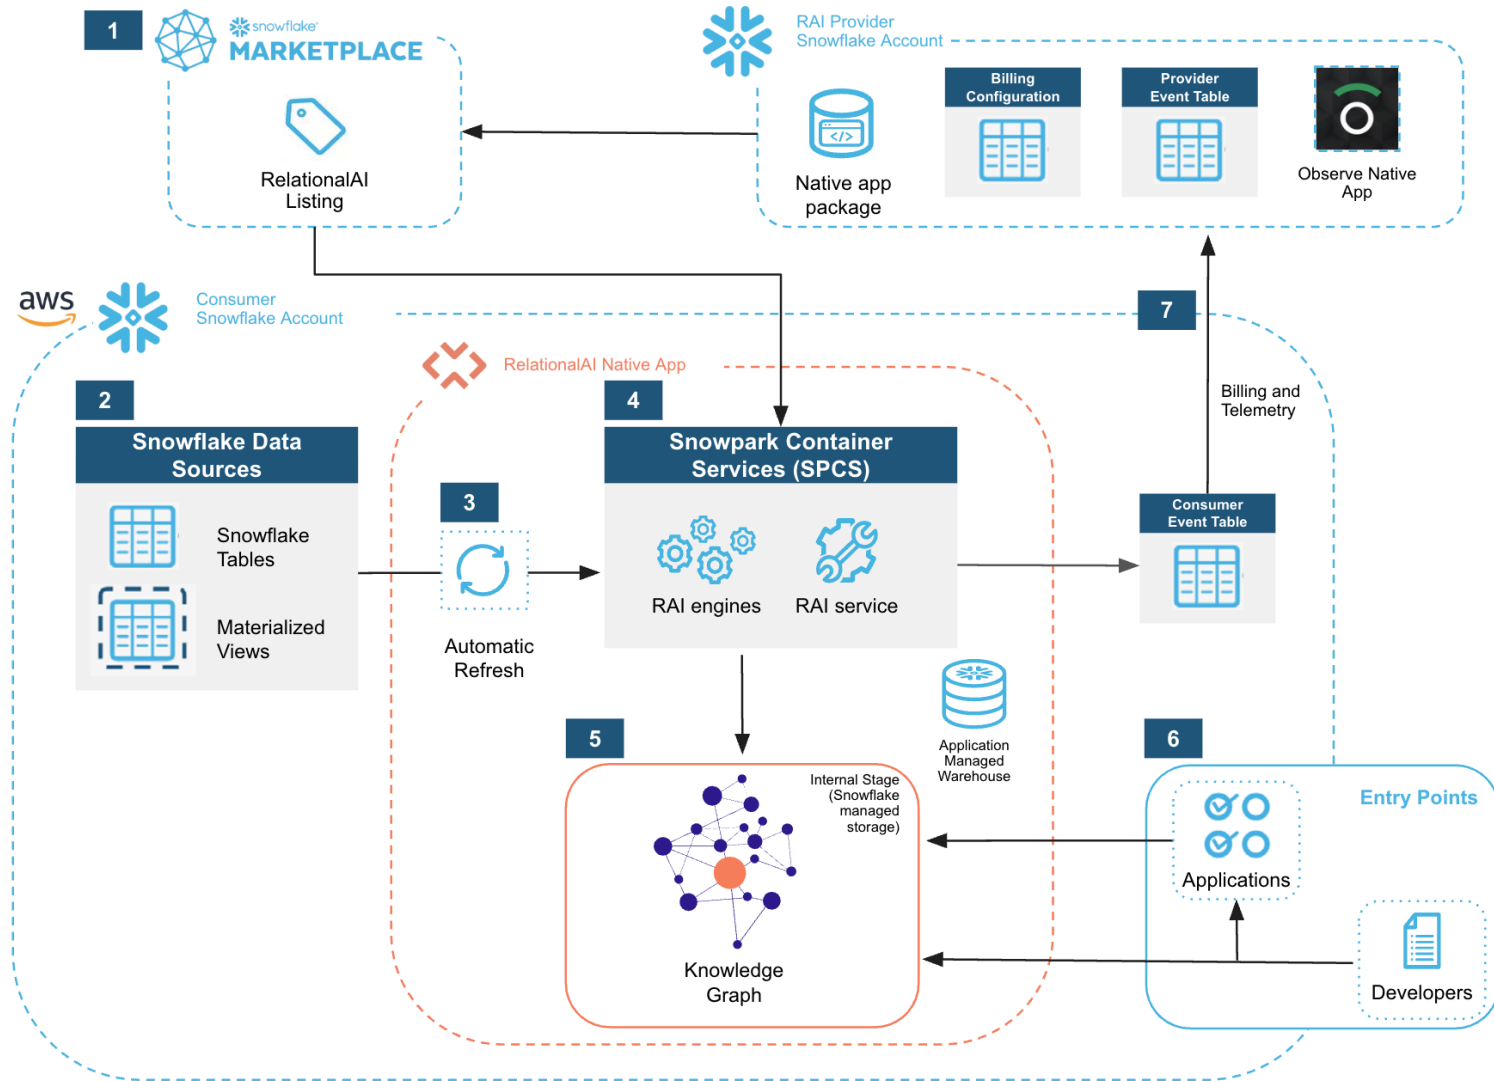 1
snowflake®
MARKETPLACE
RelationalAI
Listing
RAI Provider
Snowflake Account
Native app
package
Billing
Configuration
Provider
Event Table
Observe Native
App
aws
Consumer
Snowflake Account
7
Billing and
Telemetry
RelationalAI Native App
2
Snowflake Data
Sources
Snowflake
Tables
Materialized
Views
3
Automatic
Refresh
4
Snowpark Container
Services (SPCS)
RAI engines
RAI service
Consumer
Event Table
Application
Managed
Warehouse
5
Internal Stage
(Snowflake
managed
storage)
Knowledge
Graph
6
Entry Points
Applications
Developers